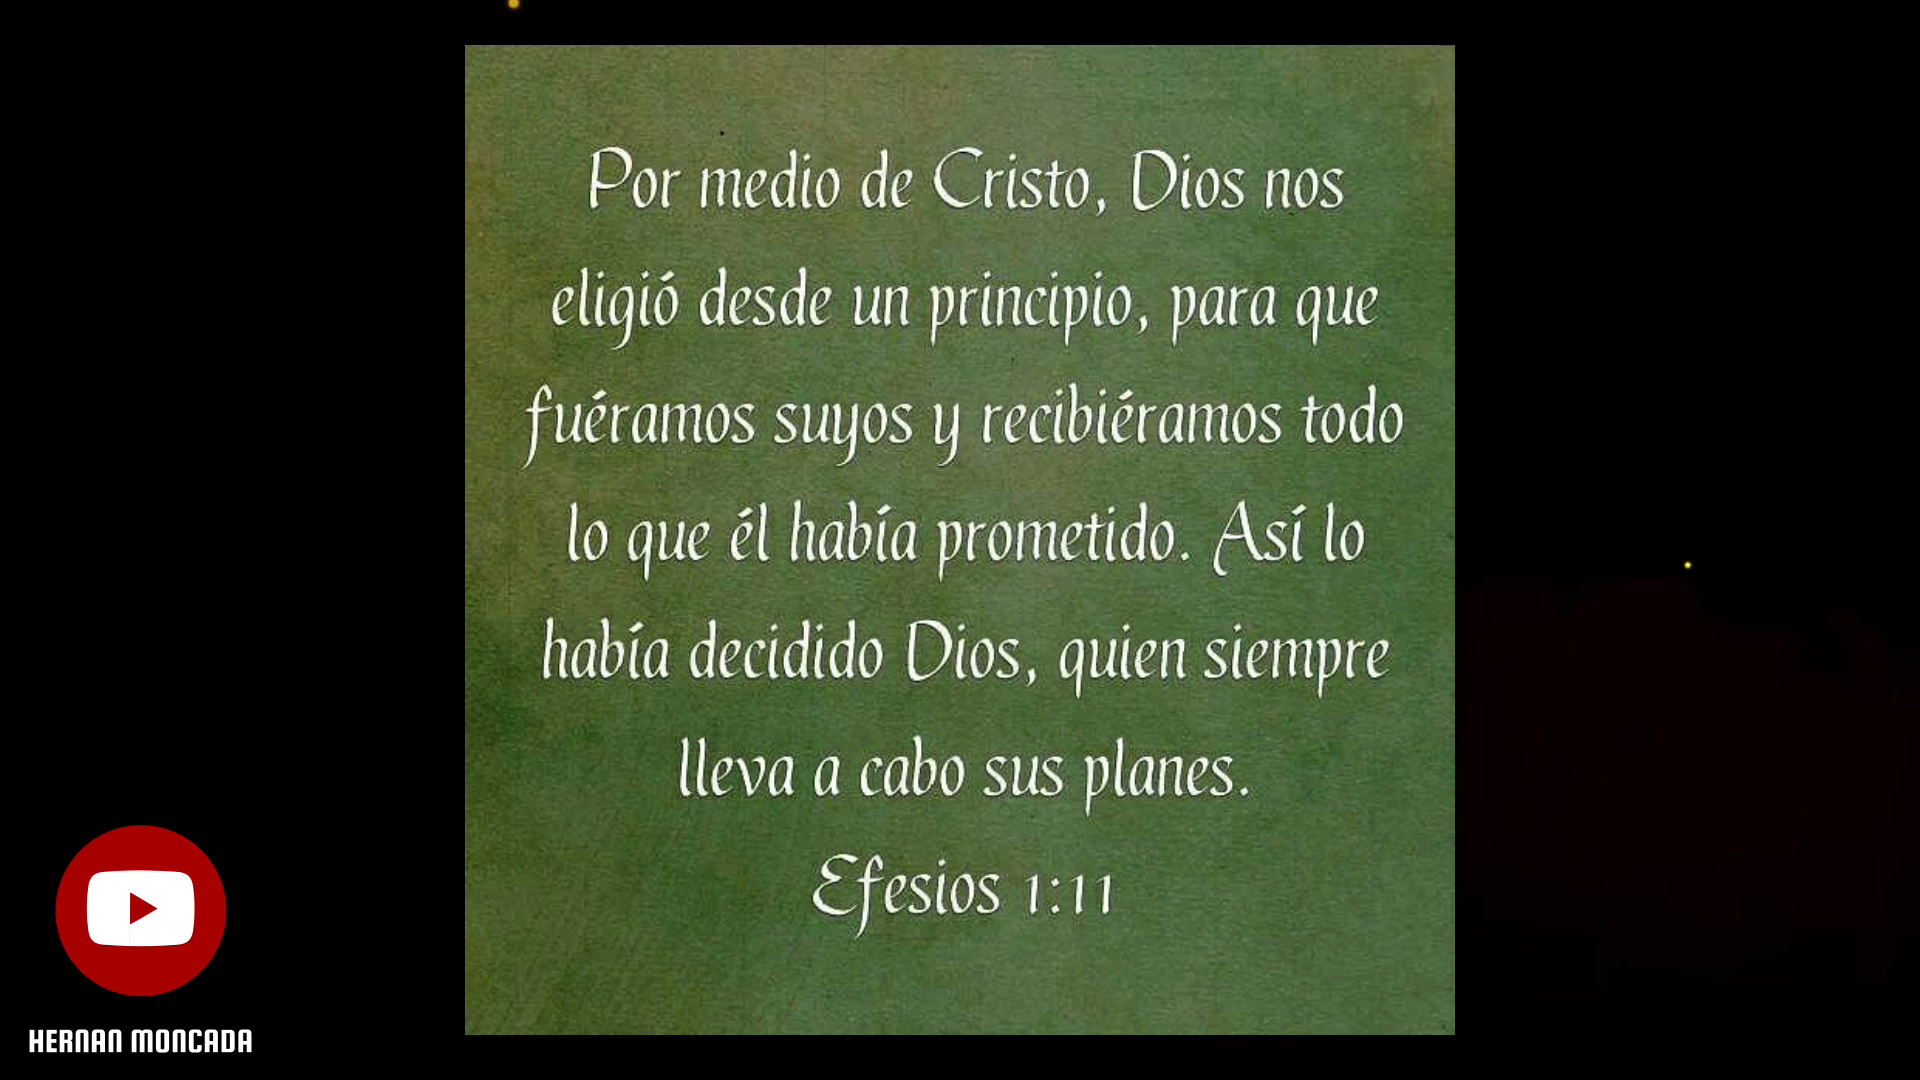 Por medio de Cristo, Dios nos
eligió desde un principio, para que
fuéramos suyos y recibiéramos todo
lo que él había prometido. Así lo
había decidido Dios, quien siempre
lleva a cabo sus planes.
Efesios 1:11
HERNAN MONCADA